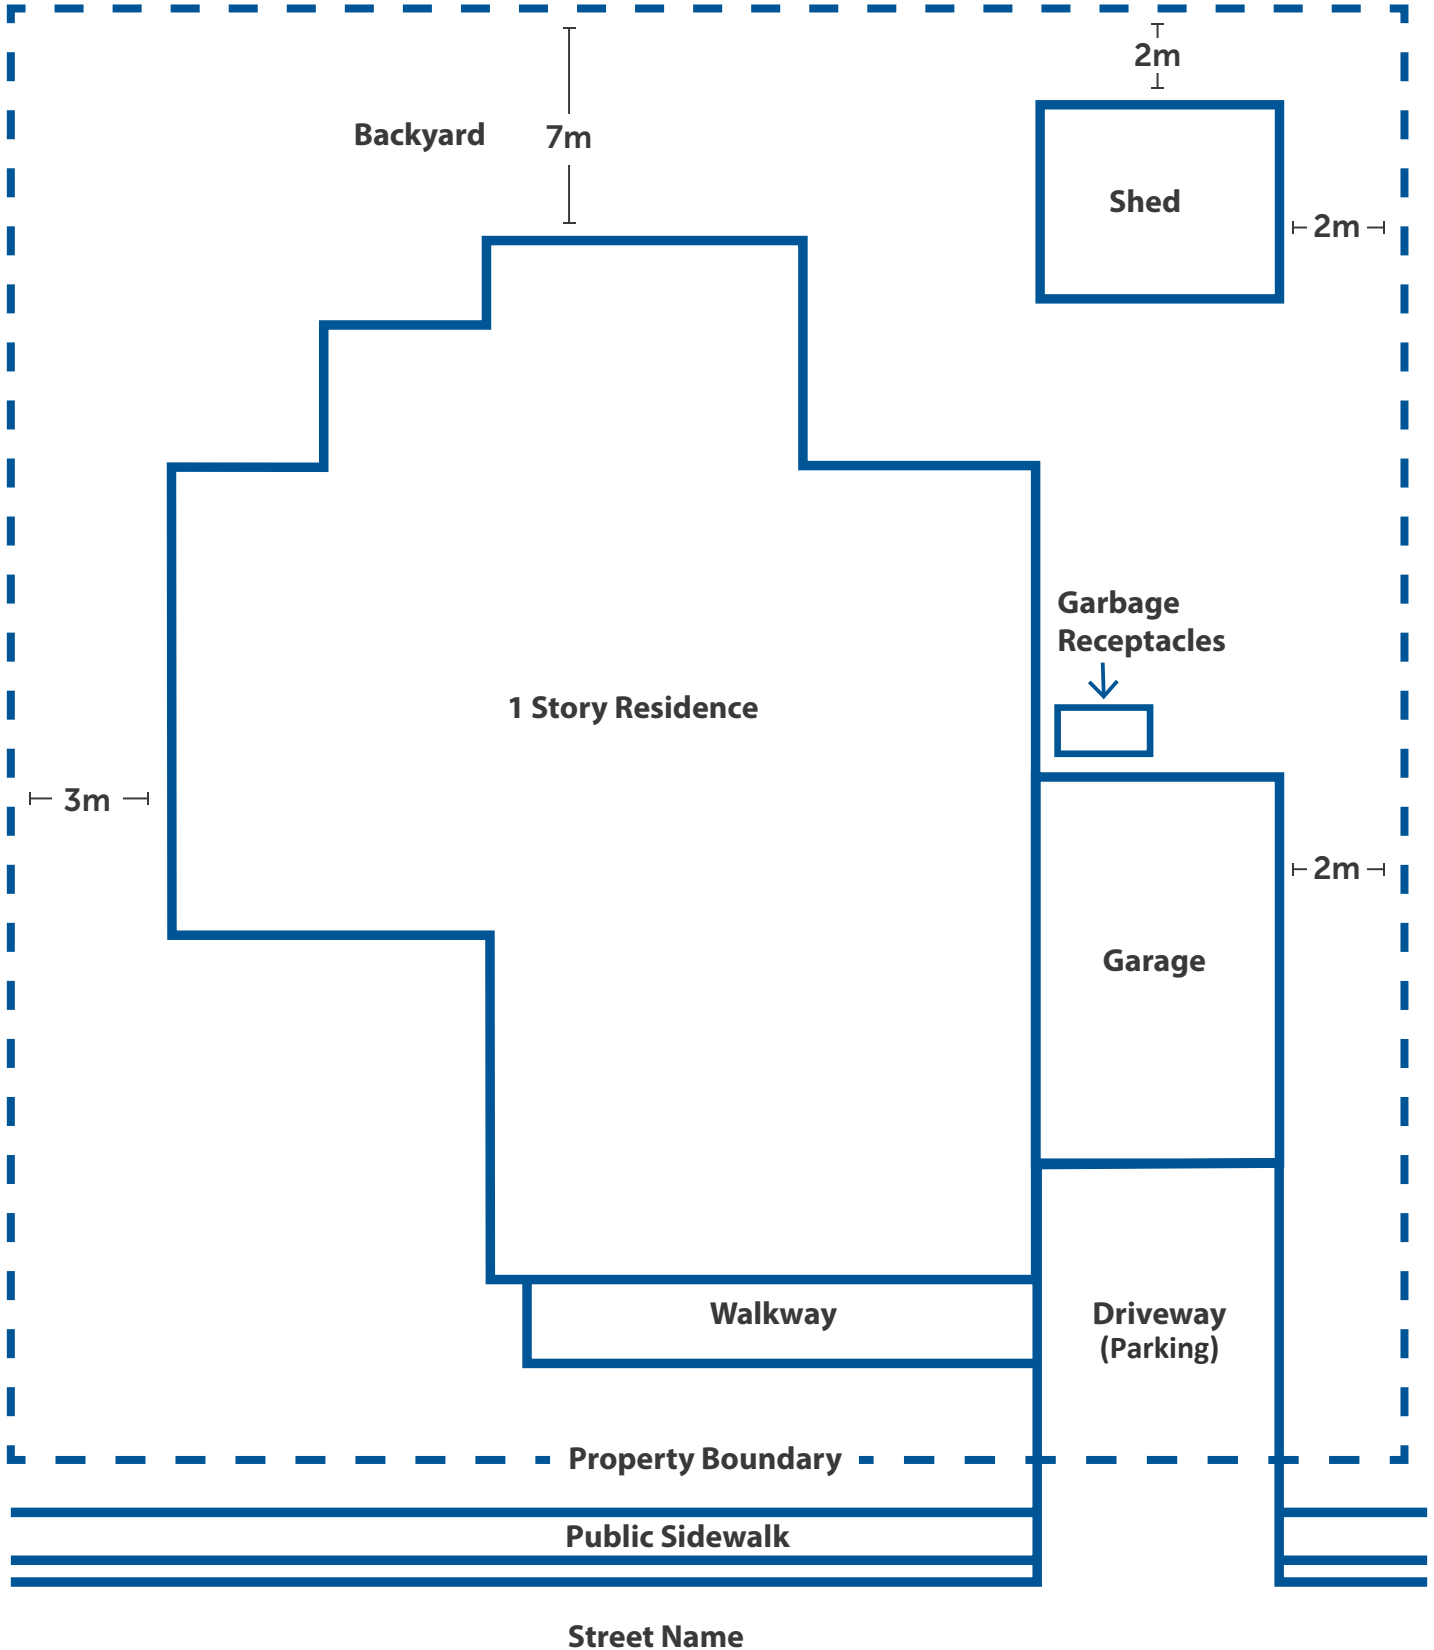 2m
Backyard
7m
Shed
2m
Garbage
Receptacles
1 Story Residence
3m
2m
Garage
Walkway
Driveway
(Parking)
Property Boundary
Public Sidewalk
Street Name